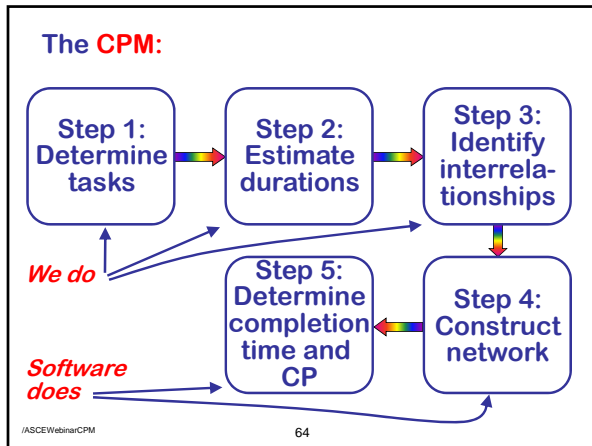 The CPM:
Step 1:
Determine
tasks
Step 2:
Estimate
durations
Step 3:
Identify
interrela-
tionships
We do
Step 5:
Determine
completion
time and
CP
Step 4:
Construct
network
Software
does
/ASCEWebinarCPM
64